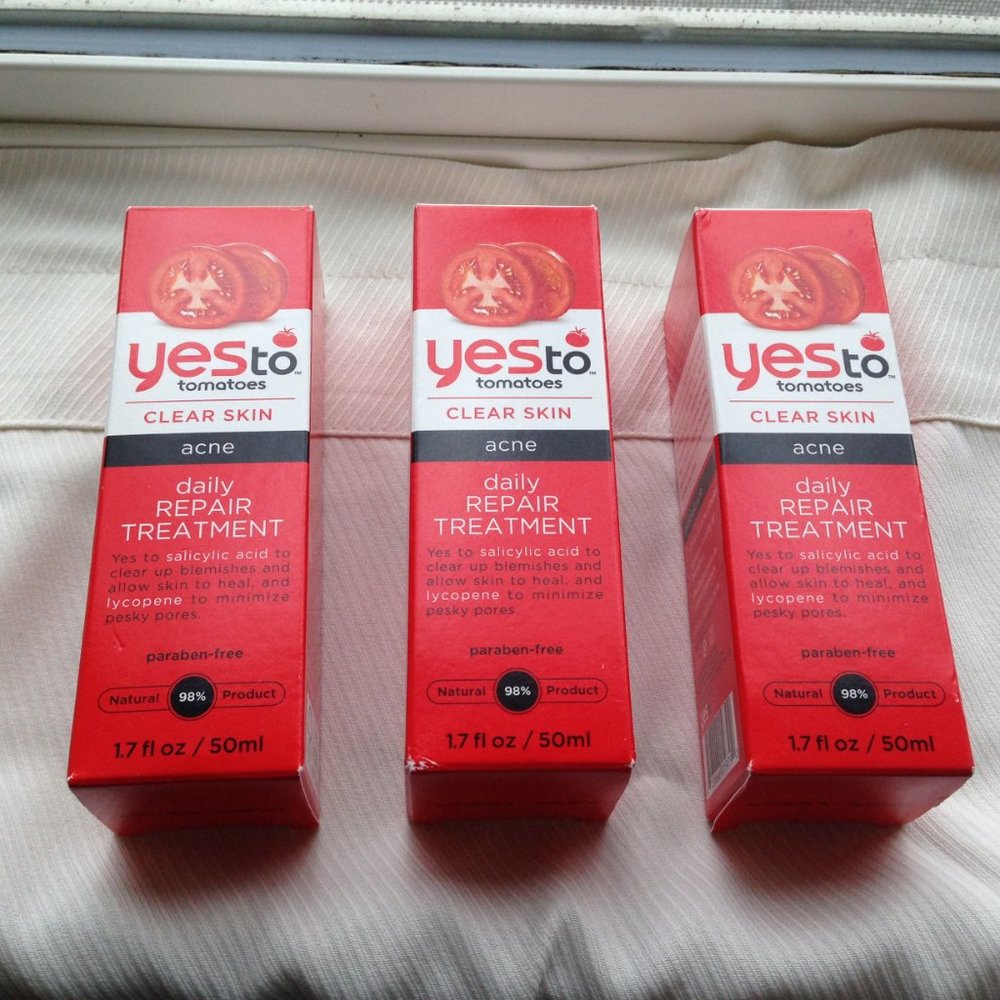 yes to™
tomatoes
CLEAR SKIN
acne
daily
REPAIR
TREATMENT
Yes to salicylic acid to
clear up blemishes and
allow skin to heal, and
lycopene to minimize
pesky pores.
paraben-free
Natural 98% Product
1.7 fl oz / 50ml
yes to™
tomatoes
CLEAR SKIN
acne
daily
REPAIR
TREATMENT
Yes to salicylic acid to
clear up blemishes and
allow skin to heal, and
lycopene to minimize
pesky pores.
paraben-free
Natural 98% Product
1.7 fl oz / 50ml
yes to™
tomatoes
CLEAR SKIN
acne
daily
REPAIR
TREATMENT
Yes to salicylic acid to
clear up blemishes and
allow skin to heal, and
lycopene to minimize
pesky pores.
paraben-free
Natural 98% Product
1.7 fl oz / 50ml